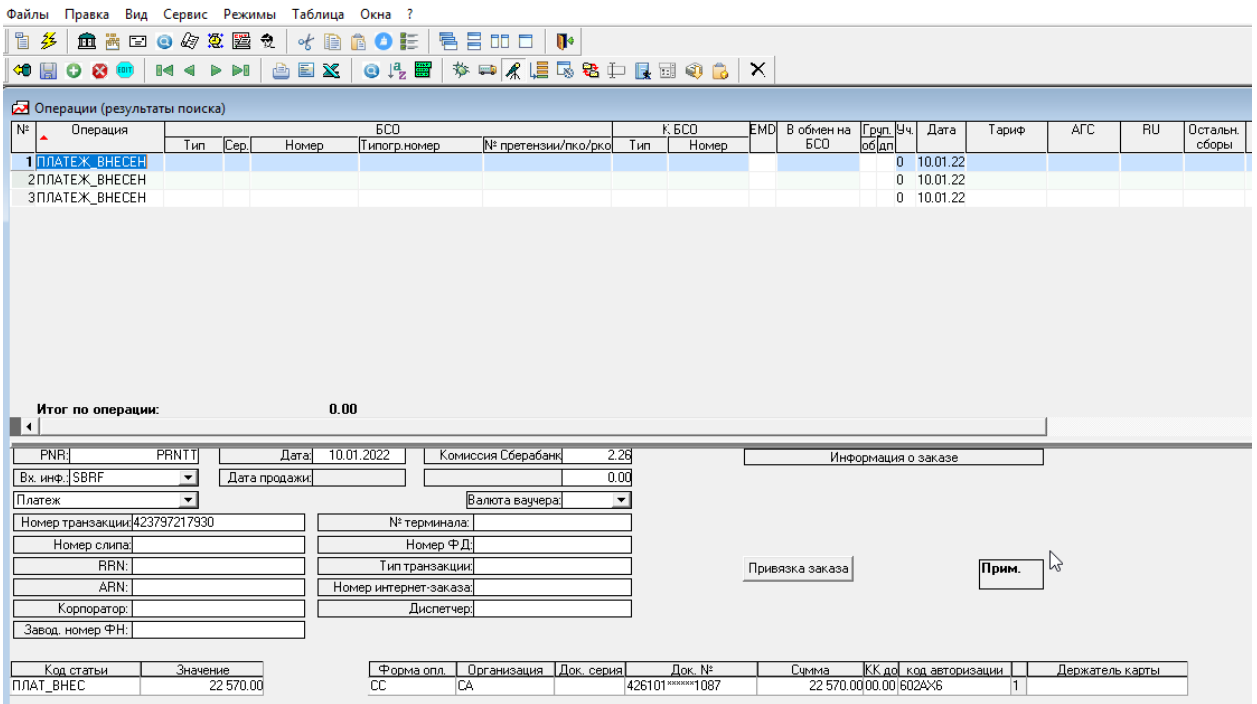 Файлы Правка Вид Сервис Режимы Таблица Окна ?
EDIT
Операции (результаты поиска)
№ Операция БСО К БСО EMD В обмен на БСО Груп. Уч. Дата Тариф АГС RU Остальн. сборы
Тип Сер. Номер Типогр.номер № претензии/пко/рко Тип Номер об дп
1 ПЛАТЕЖ_ВНЕСЕН 0 10.01.22
2 ПЛАТЕЖ_ВНЕСЕН 0 10.01.22
3 ПЛАТЕЖ_ВНЕСЕН 0 10.01.22
Итог по операции: 0.00
PNR: PRNTT Дата: 10.01.2022 Комиссия Сберабанк 2.26 Информация о заказе
Вх. инф.: SBRF Дата продажи: 0.00
Платеж Валюта ваучера:
Номер транзакции: 423797217930 № терминала:
Номер слипа: Номер ФД:
RRN: Тип транзакции: Привязка заказа Прим.
ARN: Номер интернет-заказа:
Корпоратор: Диспетчер:
Завод. номер ФН:
Код статьи Значение Форма опл. Организация Док. серия Док. № Сумма КК до код авторизации Держатель карты
ПЛАТ_ВНЕС 22 570.00 CC CA 426101******1087 22 570.00 00.00 602AX6 1